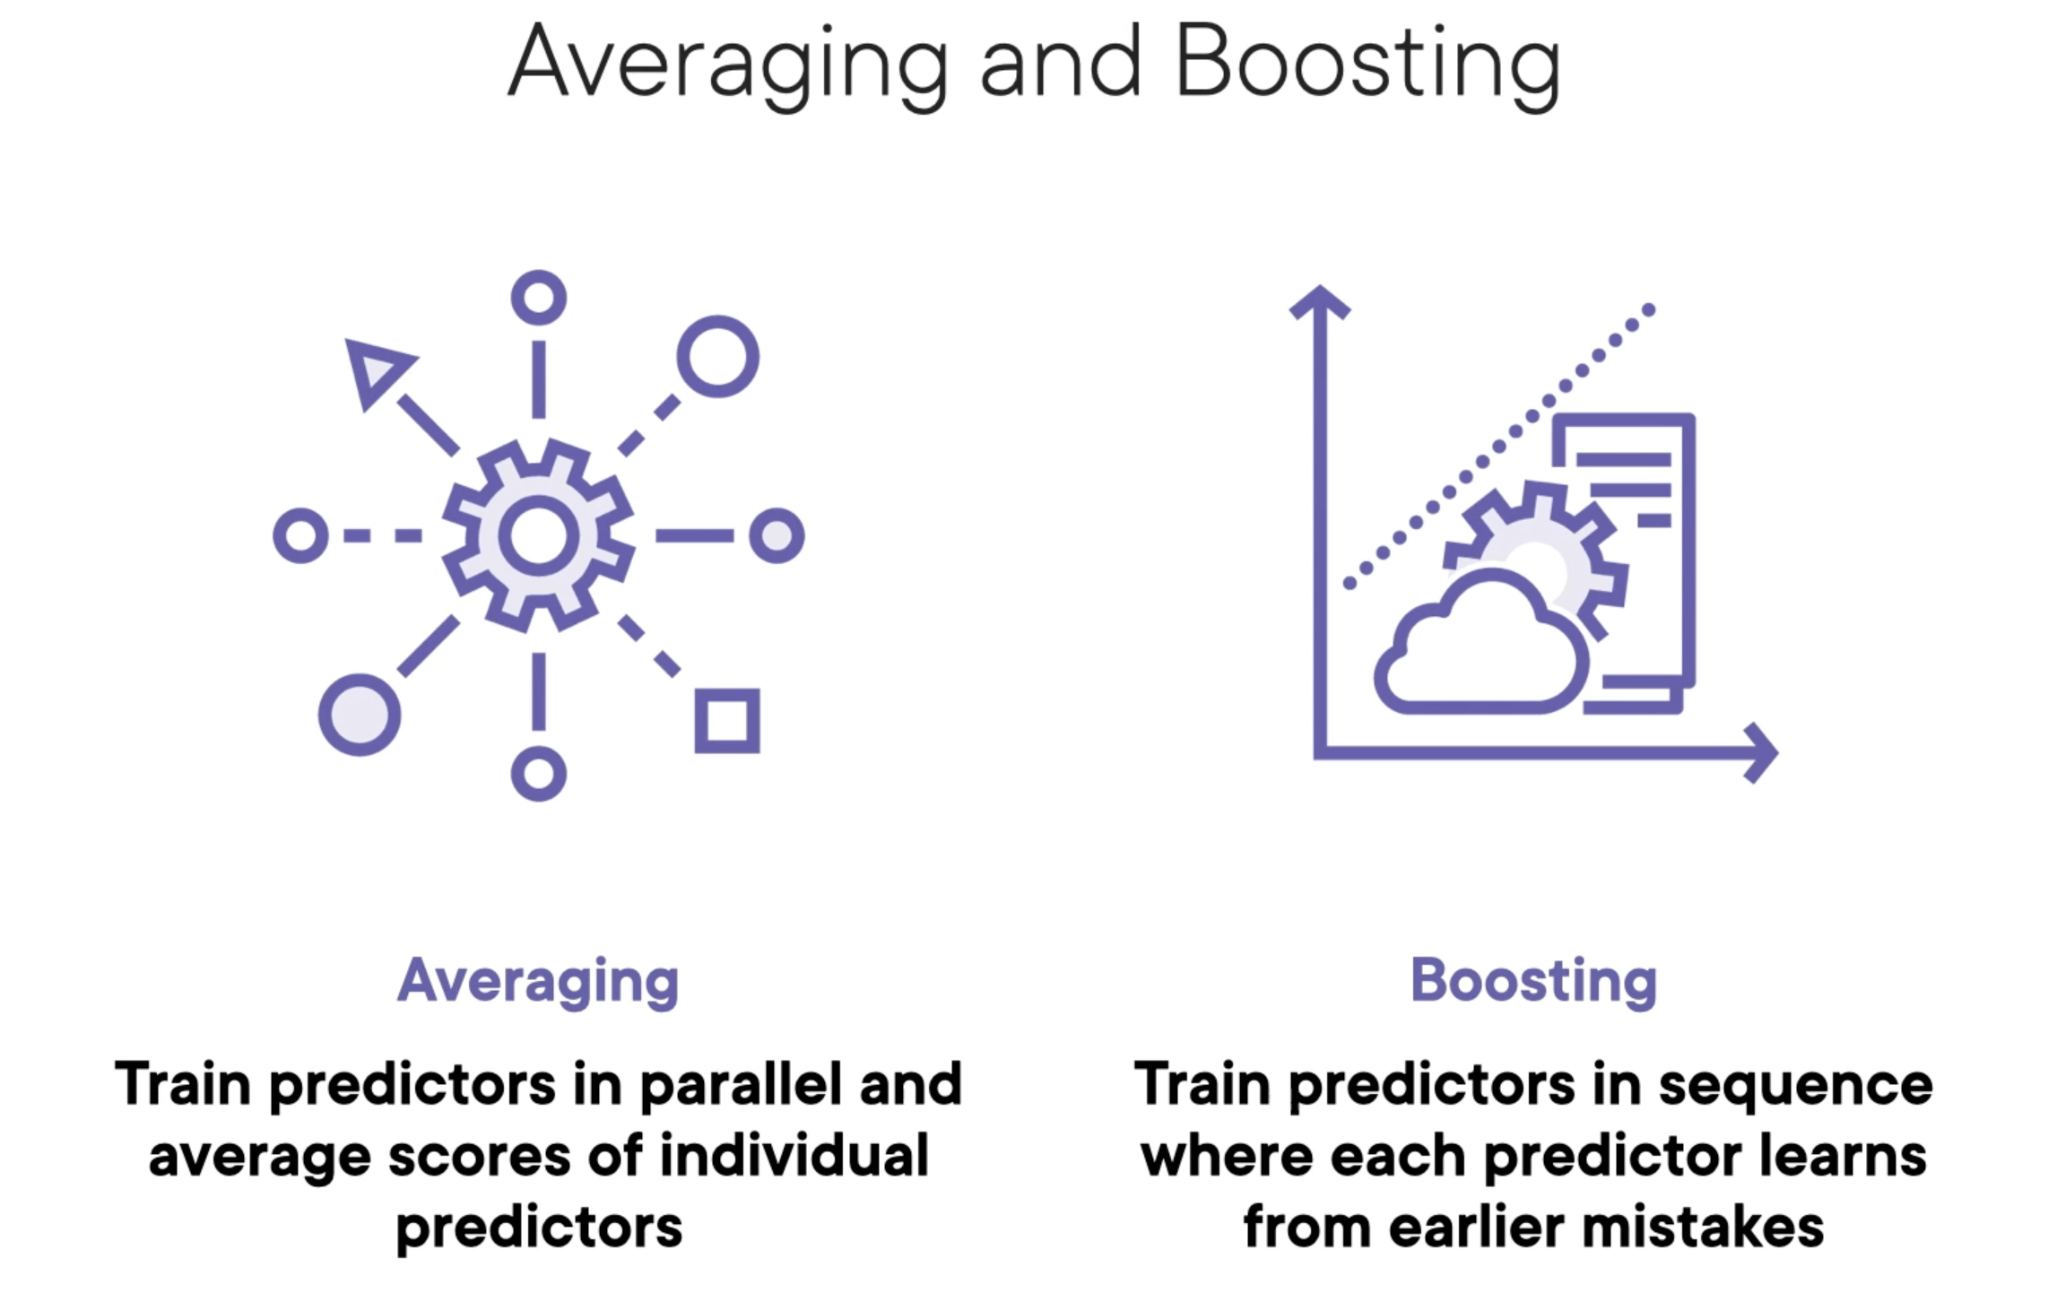 Averaging and Boosting
Averaging
Train predictors in parallel and
average scores of individual
predictors
Boosting
Train predictors in sequence
where each predictor learns
from earlier mistakes